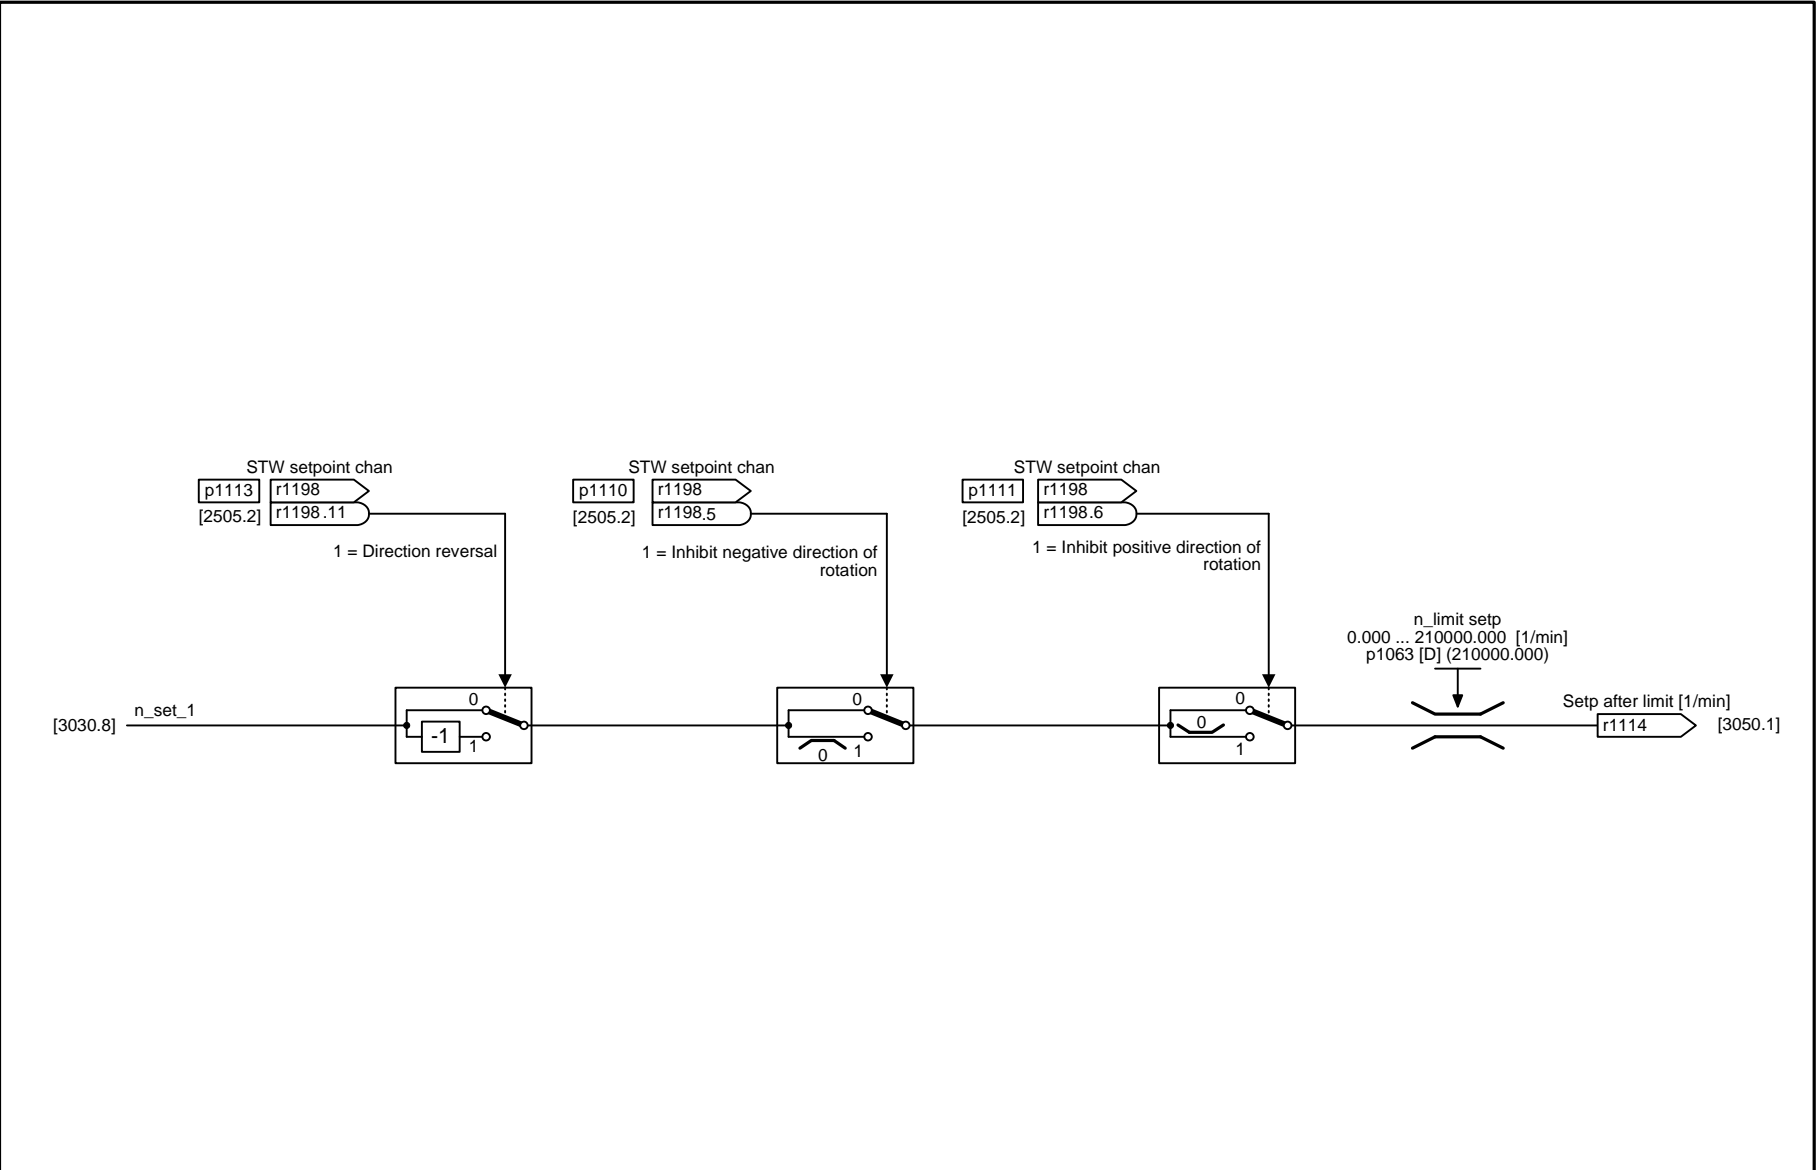 STW setpoint chan
p1113 r1198
[2505.2] r1198.11
1 = Direction reversal
STW setpoint chan
p1110 r1198
[2505.2] r1198.5
1 = Inhibit negative direction of
rotation
STW setpoint chan
p1111 r1198
[2505.2] r1198.6
1 = Inhibit positive direction of
rotation
n_limit setp
0.000 ... 210000.000 [1/min]
p1063 [D] (210000.000)
[3030.8] n_set_1
0
-1
1
0
0
1
0
0
1
Setp after limit [1/min]
r1114 [3050.1]